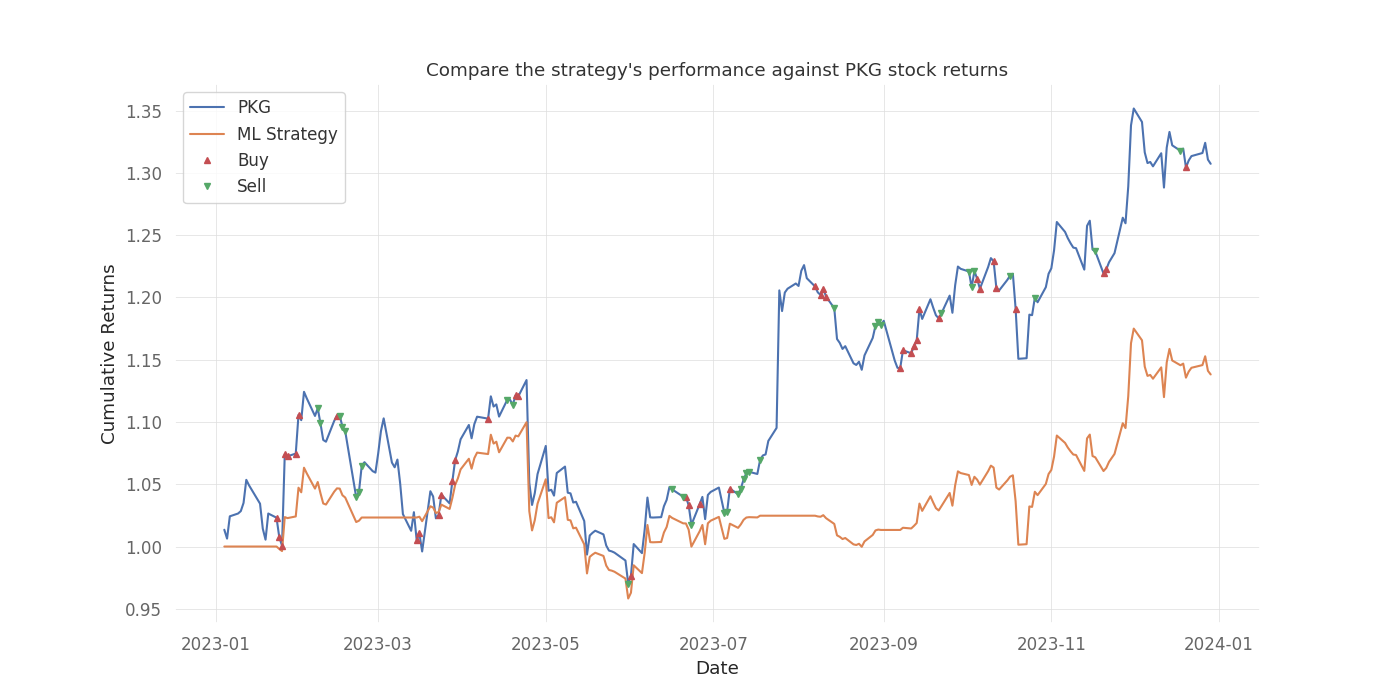 Compare the strategy's performance against PKG stock returns
PKG
ML Strategy
Buy
Sell
Cumulative Returns
1.35
1.30
1.25
1.20
1.15
1.10
1.05
1.00
0.95
2023-01
2023-03
2023-05
2023-07
2023-09
2023-11
2024-01
Date